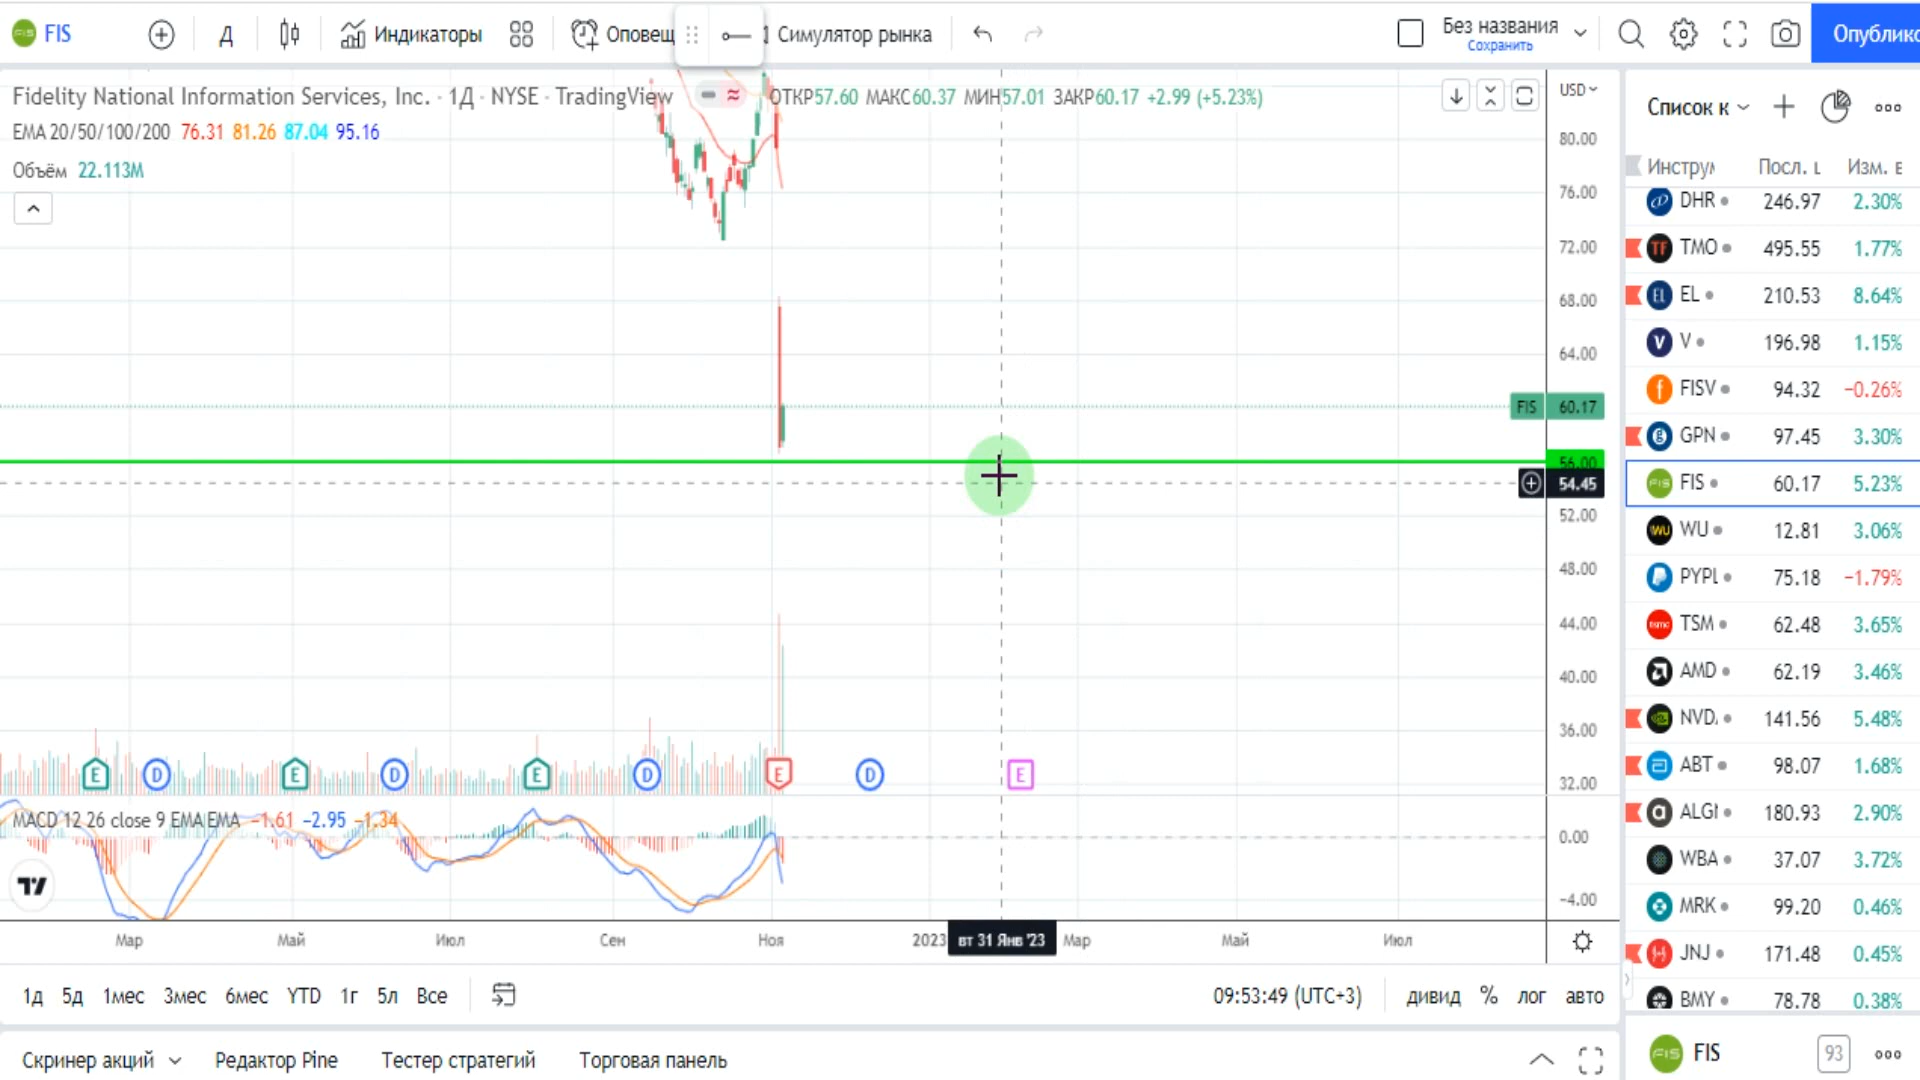 FIS
Д
Индикаторы
Оповещ
Симулятор рынка
Без названия
Сохранить
Опублико
Fidelity National Information Services, Inc. · 1Д · NYSE · TradingView
ОТКР57.60 МАКС60.37 МИН57.01 ЗАКР60.17 +2.99 (+5.23%)
EMA 20/50/100/200 76.31 81.26 87.04 95.16
Объём 22.113M
USD
80.00
76.00
72.00
68.00
64.00
FIS 60.17
56.00
54.45
52.00
48.00
44.00
40.00
36.00
32.00
E D E D E D E D E
MACD 12 26 close 9 EMA EMA −1.61 −2.95 −1.34
0.00
−4.00
Мар Май Июл Сен Ноя 2023 вт 31 Янв '23 Мар Май Июл
1д 5д 1мес 3мес 6мес YTD 1г 5л Все
09:53:49 (UTC+3) дивид % лог авто
Скринер акций Редактор Pine Тестер стратегий Торговая панель
Список к
Инстру Посл. Изм.
DHR 246.97 2.30%
TMO 495.55 1.77%
EL 210.53 8.64%
V 196.98 1.15%
FISV 94.32 −0.26%
GPN 97.45 3.30%
FIS 60.17 5.23%
WU 12.81 3.06%
PYPL 75.18 −1.79%
TSM 62.48 3.65%
AMD 62.19 3.46%
NVD 141.56 5.48%
ABT 98.07 1.68%
ALG 180.93 2.90%
WBA 37.07 3.72%
MRK 99.20 0.46%
JNJ 171.48 0.45%
BMY 78.78 0.38%
FIS 93